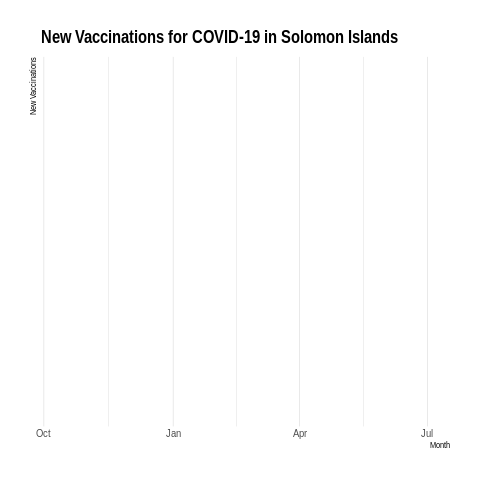 New Vaccinations for COVID-19 in Solomon Islands
New Vaccinations
Oct Jan Apr Jul
Month